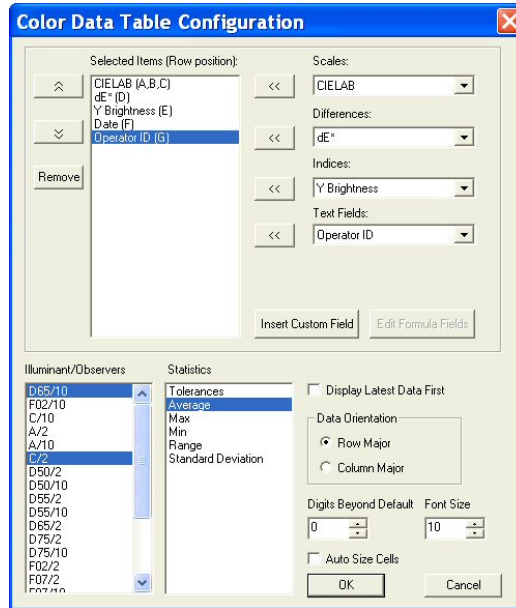 Color Data Table Configuration
Selected Items (Row position):
CIELAB (A,B,C)
dE* (D)
Y Brightness (E)
Date (F)
Operator ID (G)
Remove
Scales:
<<
CIELAB
Differences:
<<
dE*
Indices:
<<
Y Brightness
Text Fields:
<<
Operator ID
Insert Custom Field
Edit Formula Fields
Illuminant/Observers
D65/10
F02/10
C/10
A/2
A/10
C/2
D50/2
D50/10
D55/2
D55/10
D65/2
D75/2
D75/10
F02/2
F07/2
F07/10
Statistics
Tolerances
Average
Max
Min
Range
Standard Deviation
Display Latest Data First
Data Orientation
Row Major
Column Major
Digits Beyond Default
Font Size
0
10
Auto Size Cells
OK
Cancel